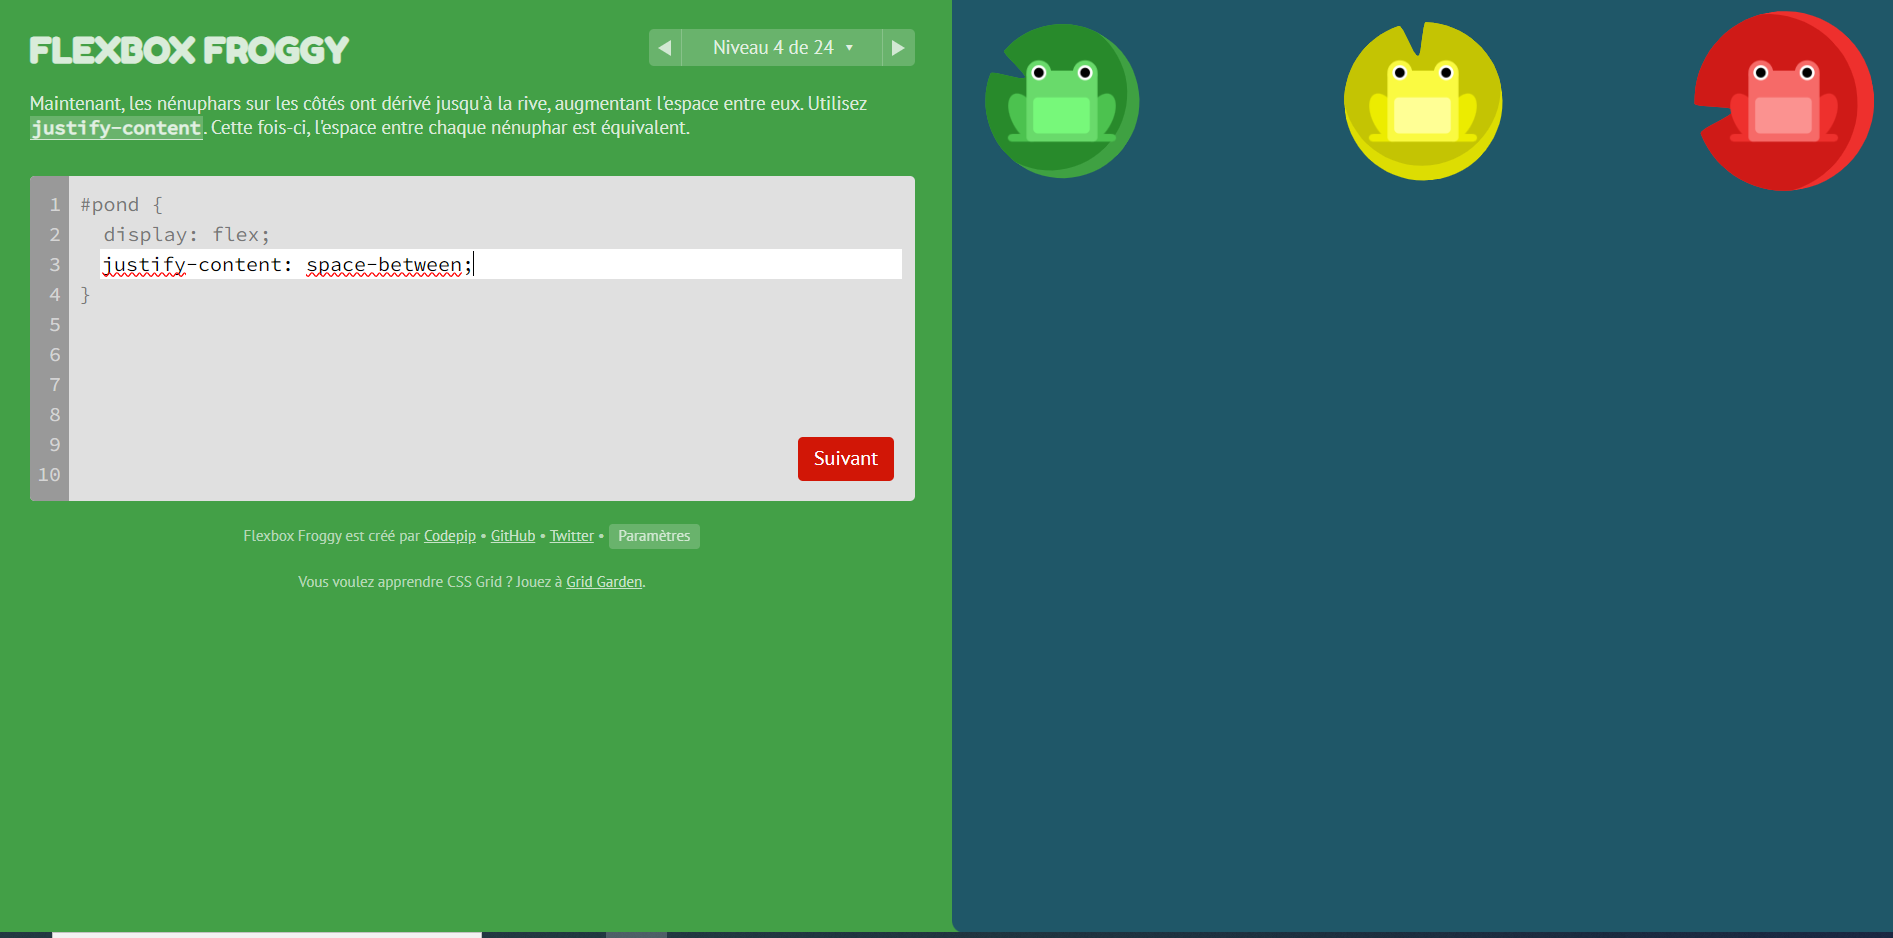 FLEXBOX FROGGY
Niveau 4 de 24
Maintenant, les nénuphars sur les côtés ont dérivé jusqu'à la rive, augmentant l'espace entre eux. Utilisez
justify-content. Cette fois-ci, l'espace entre chaque nénuphar est équivalent.
1 #pond {
2 display: flex;
3 justify-content: space-between;
4 }
5
6
7
8
9
10
Suivant
Flexbox Froggy est créé par Codepip • GitHub • Twitter • Paramètres
Vous voulez apprendre CSS Grid ? Jouez à Grid Garden.